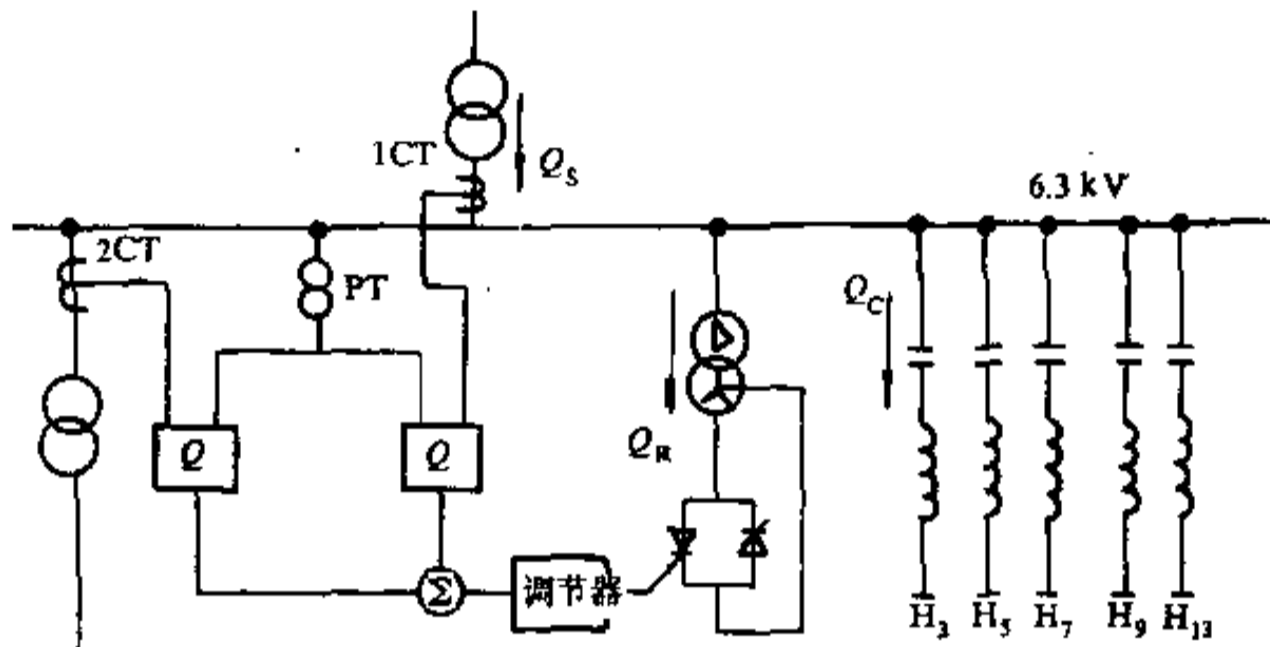 1CT
Q_S
6.3 kV
2CT
PT
Q_C
Q_R
Q
Q
Σ
调节器
H_3
H_5
H_7
H_9
H_13